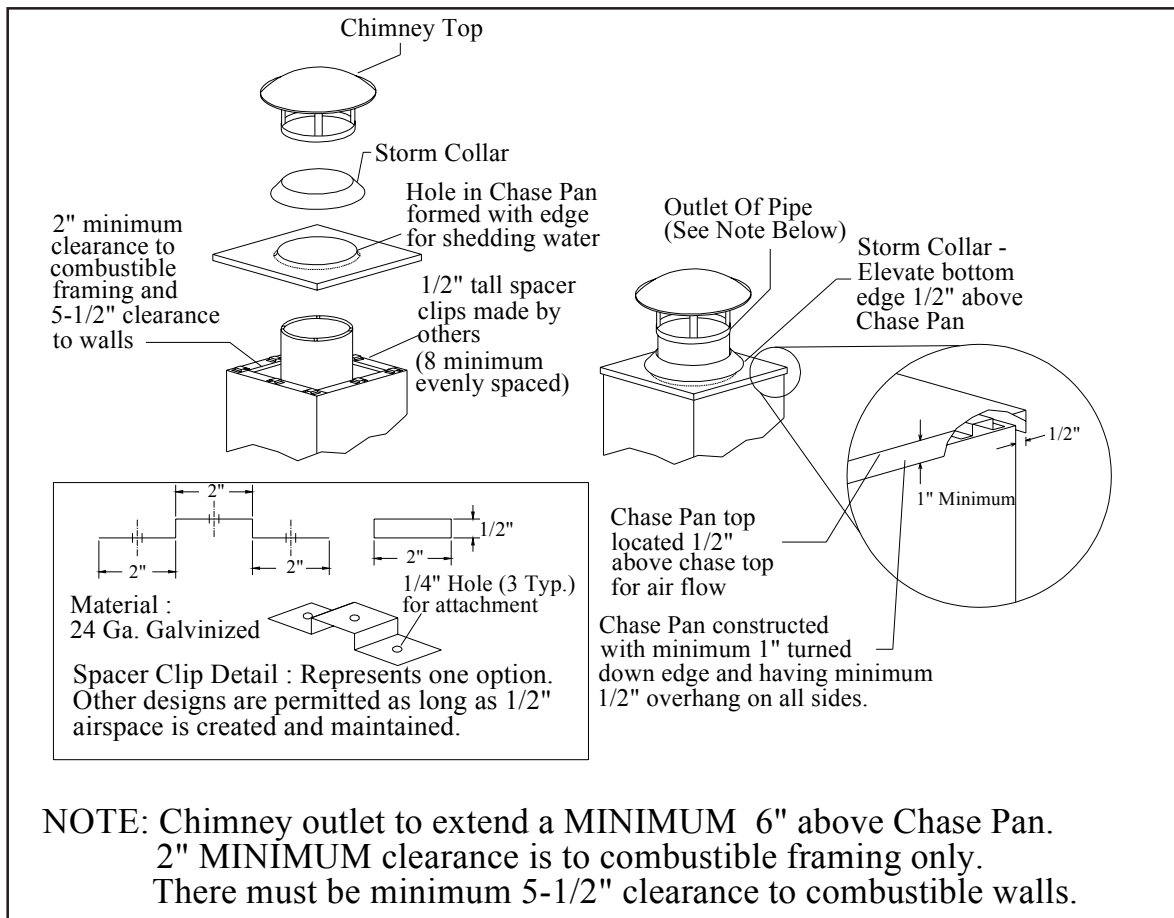 Chimney Top
Storm Collar
Hole in Chase Pan
formed with edge
for shedding water
2" minimum
clearance to
combustible
framing and
5-1/2" clearance
to walls
1/2" tall spacer
clips made by
others
(8 minimum
evenly spaced)
Outlet Of Pipe
(See Note Below)
Storm Collar -
Elevate bottom
edge 1/2" above
Chase Pan
1/2"
1" Minimum
Chase Pan top
located 1/2"
above chase top
for air flow
Chase Pan constructed
with minimum 1" turned
down edge and having minimum
1/2" overhang on all sides.
2"
2"
2"
1/2"
2"
1/4" Hole (3 Typ.)
for attachment
Material :
24 Ga. Galvinized
Spacer Clip Detail : Represents one option.
Other designs are permitted as long as 1/2"
airspace is created and maintained.
NOTE: Chimney outlet to extend a MINIMUM 6" above Chase Pan.
2" MINIMUM clearance is to combustible framing only.
There must be minimum 5-1/2" clearance to combustible walls.